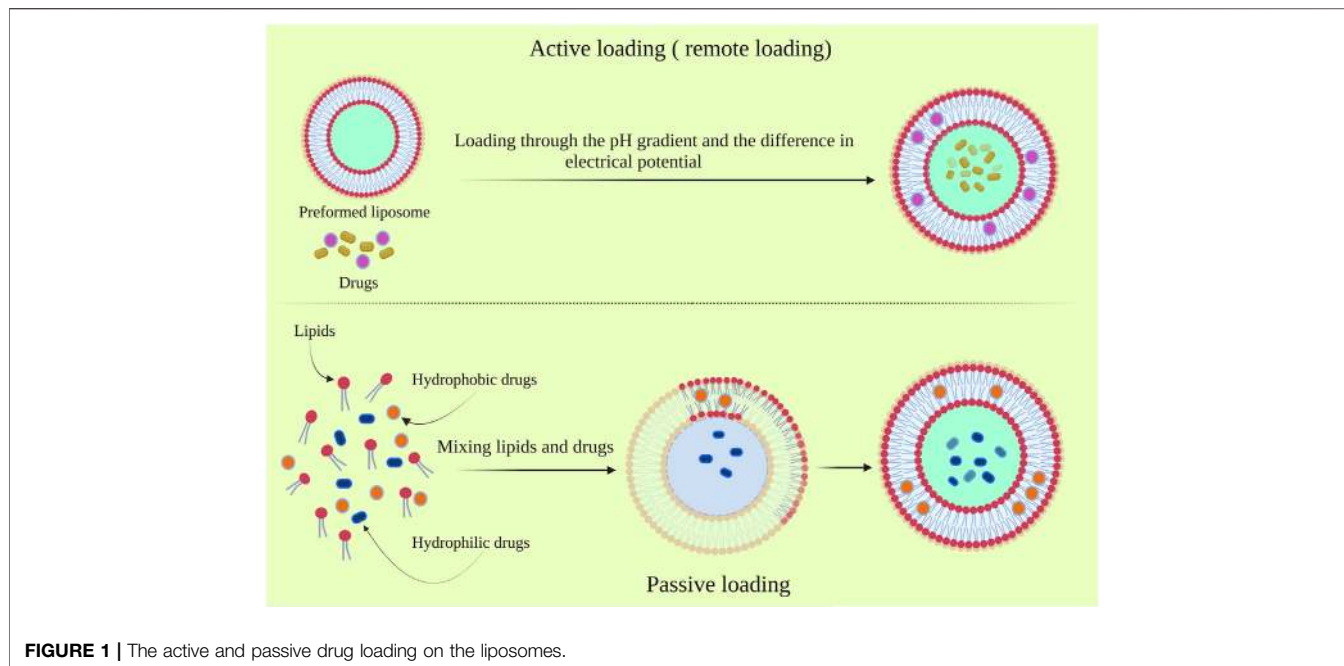 Active loading ( remote loading)
Loading through the pH gradient and the difference in
electrical potential
Preformed liposome
Drugs
Lipids
Hydrophobic drugs
Mixing lipids and drugs
Hydrophilic drugs
Passive loading
FIGURE 1 | The active and passive drug loading on the liposomes.